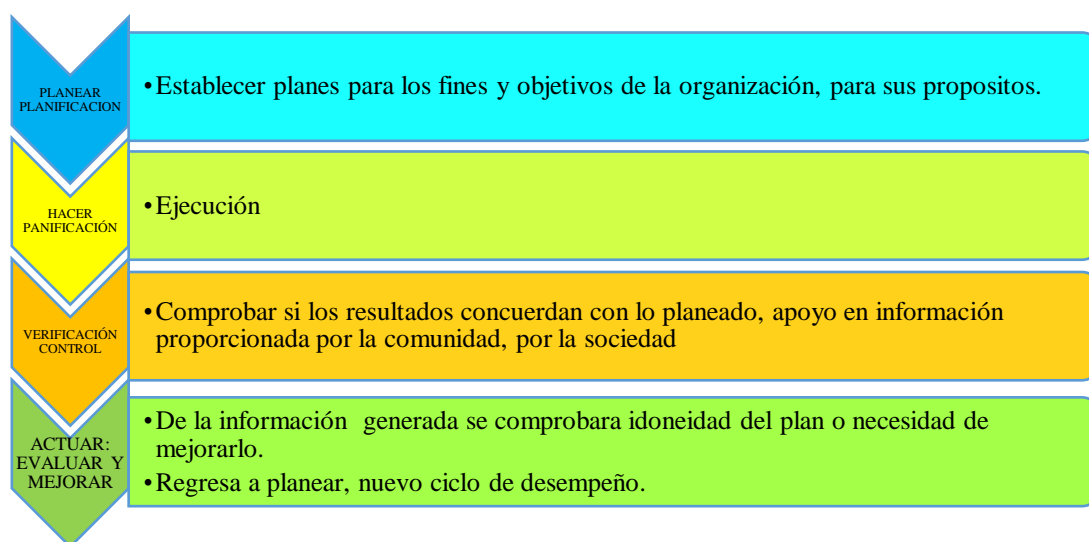 PLANEAR
PLANIFICACION
•Establecer planes para los fines y objetivos de la organización, para sus propositos.
HACER
PANIFICACIÓN
•Ejecución
VERIFICACIÓN
CONTROL
•Comprobar si los resultados concuerdan con lo planeado, apoyo en información
proporcionada por la comunidad, por la sociedad
ACTUAR:
EVALUAR Y
MEJORAR
•De la información generada se comprobara idoneidad del plan o necesidad de
mejorarlo.
•Regresa a planear, nuevo ciclo de desempeño.